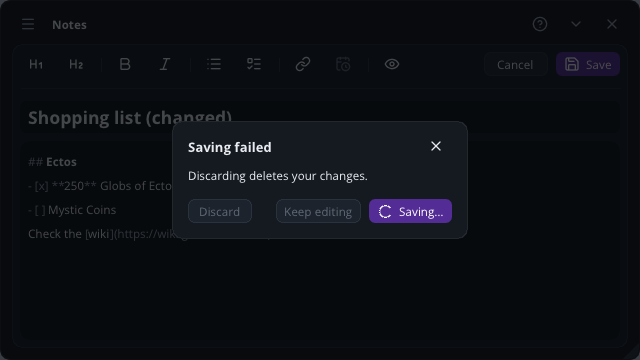 Notes
H1 H2 B I Cancel Save
Shopping list (changed)
## Ectos
- [x] **250** Globs of Ecto
- [ ] Mystic Coins
Check the [wiki](https://wiki
Saving failed
Discarding deletes your changes.
Discard Keep editing Saving...